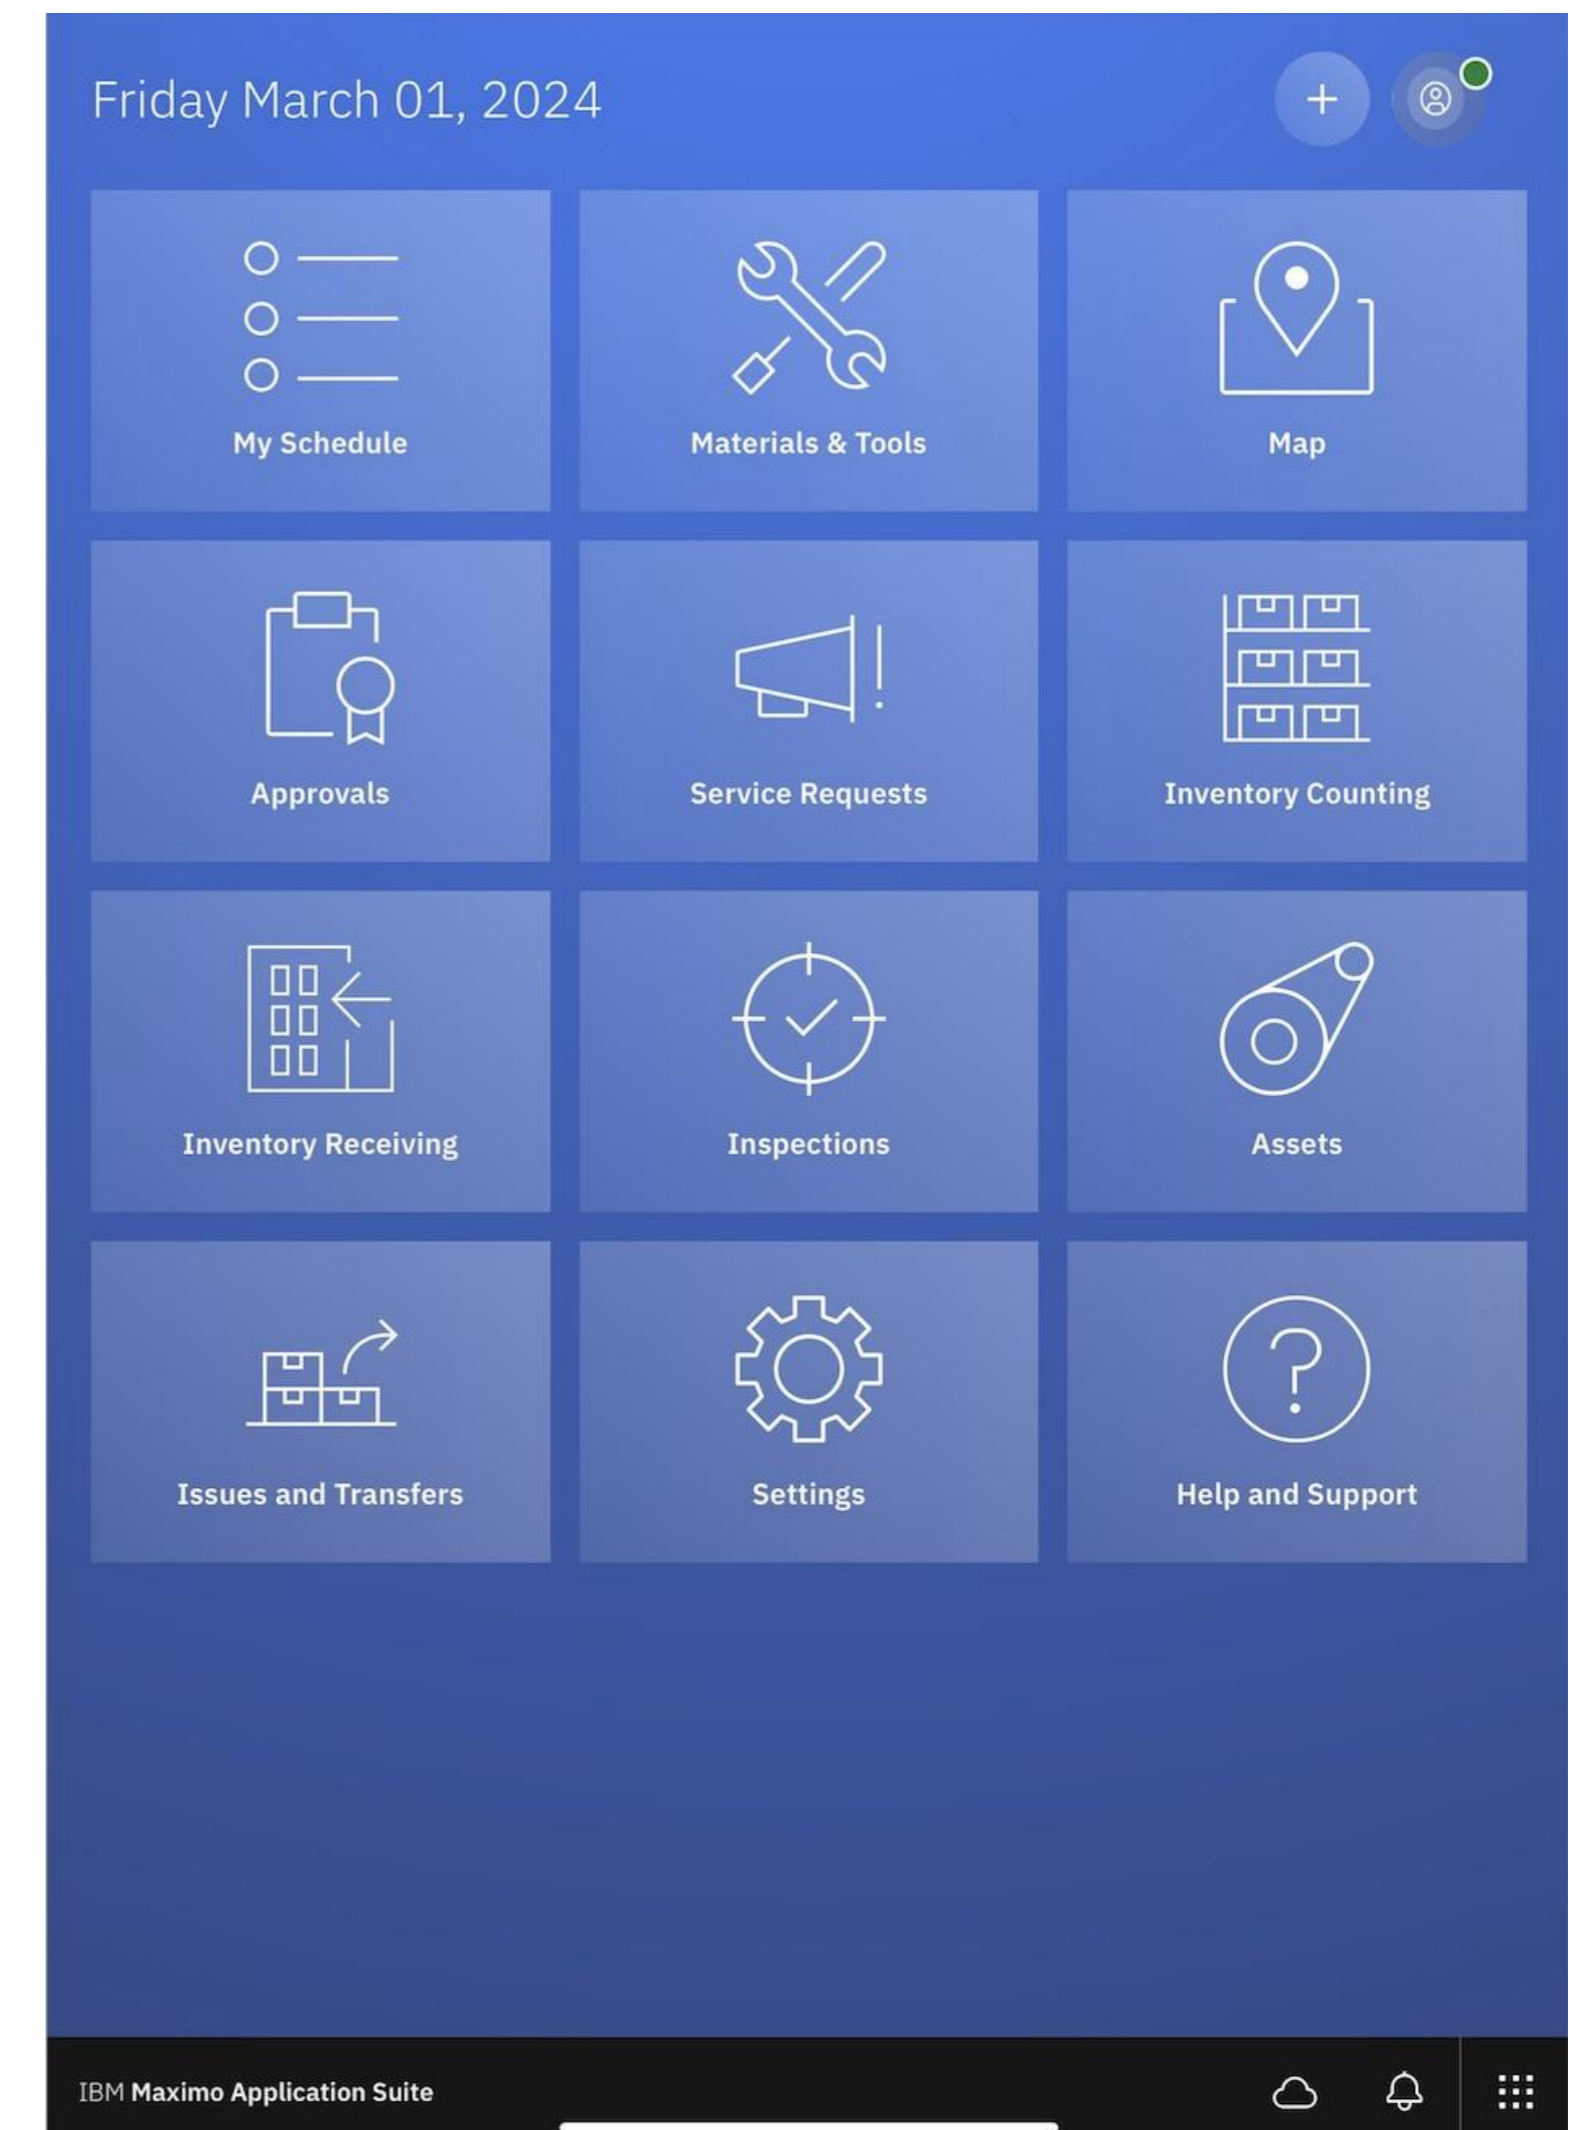 Friday March 01, 2024
My Schedule
Materials & Tools
Map
Approvals
Service Requests
Inventory Counting
Inventory Receiving
Inspections
Assets
Issues and Transfers
Settings
Help and Support
IBM Maximo Application Suite